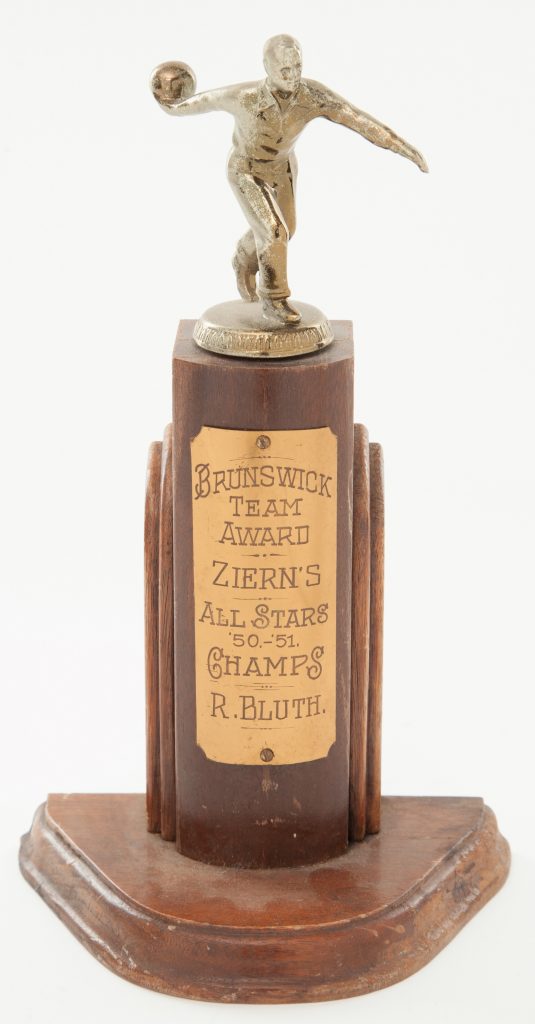 BRUNSWICK
TEAM
AWARD
ZIERN'S
ALL STARS
'50.-'51.
CHAMPS
R. BLUTH.